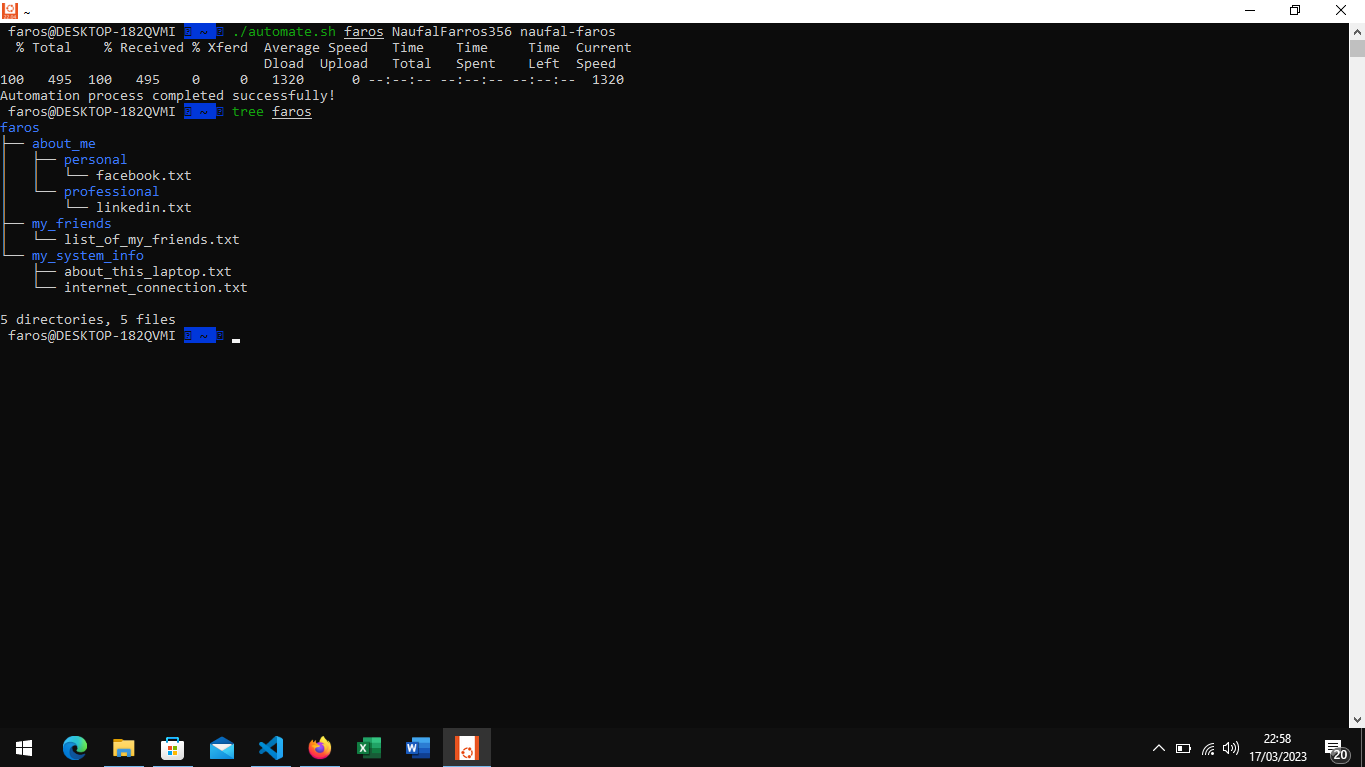 ~
faros@DESKTOP-182QVMI ~ ./automate.sh faros NaufalFarros356 naufal-faros
  % Total    % Received % Xferd  Average Speed   Time    Time     Time  Current
                                 Dload  Upload   Total   Spent    Left  Speed
100   495  100   495    0     0   1320      0 --:--:-- --:--:-- --:--:--  1320
Automation process completed successfully!
faros@DESKTOP-182QVMI ~ tree faros
faros
├── about_me
│   ├── personal
│   │   └── facebook.txt
│   └── professional
│       └── linkedin.txt
├── my_friends
│   └── list_of_my_friends.txt
└── my_system_info
    ├── about_this_laptop.txt
    └── internet_connection.txt
5 directories, 5 files
faros@DESKTOP-182QVMI ~
22:58
17/03/2023
20